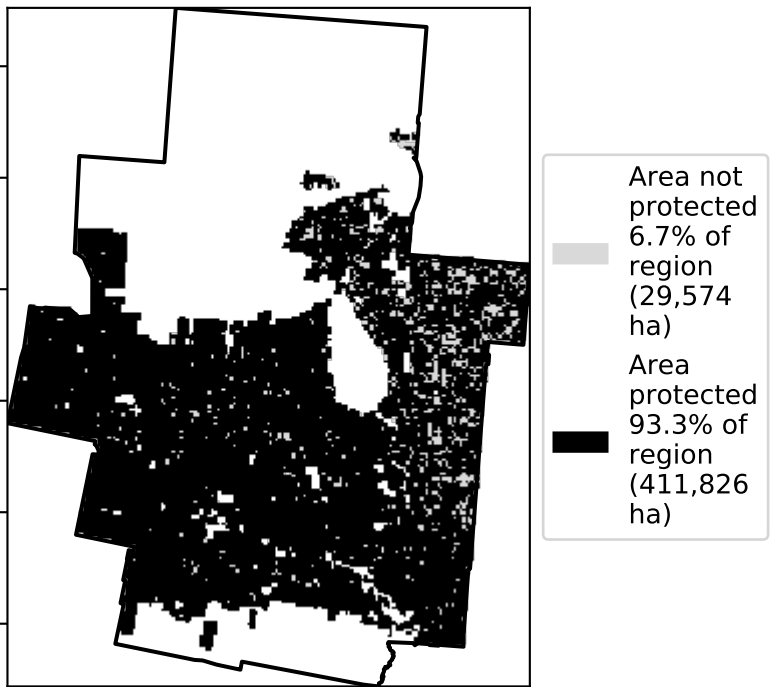 Area not
protected
6.7% of
region
(29,574
ha)
Area
protected
93.3% of
region
(411,826
ha)